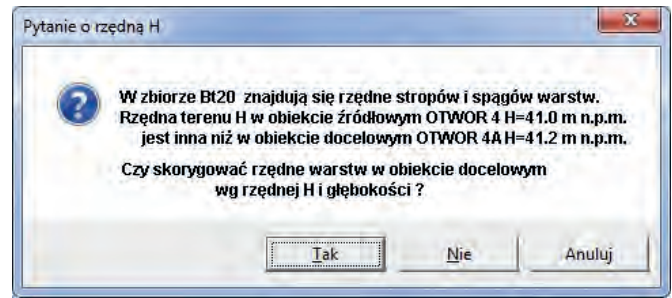 Pytanie o rzędną H
x
W zbiorze Bt20 znajdują się rzędne stropów i spągów warstw.
Rzędna terenu H w obiekcie źródłowym OTWOR 4 H=41.0 m n.p.m.
jest inna niż w obiekcie docelowym OTWOR 4A H=41.2 m n.p.m.
Czy skorygować rzędne warstw w obiekcie docelowym
wg rzędnej H i głębokości ?
Tak Nie Anuluj